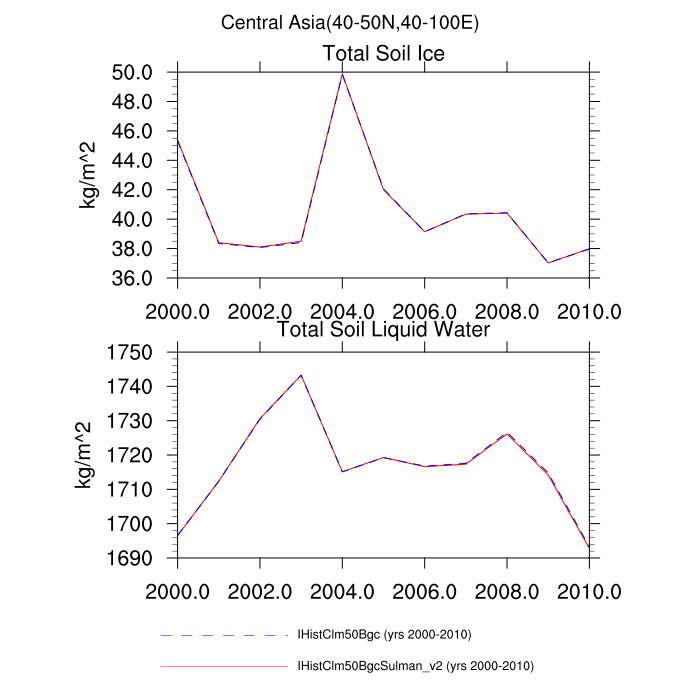 Central Asia(40-50N,40-100E)
Total Soil Ice
50.0
48.0
46.0
44.0
42.0
40.0
38.0
36.0
kg/m^2
2000.0 2002.0 2004.0 2006.0 2008.0 2010.0
Total Soil Liquid Water
1750
1740
1730
1720
1710
1700
1690
kg/m^2
2000.0 2002.0 2004.0 2006.0 2008.0 2010.0
IHistClm50Bgc (yrs 2000-2010)
IHistClm50BgcSulman_v2 (yrs 2000-2010)